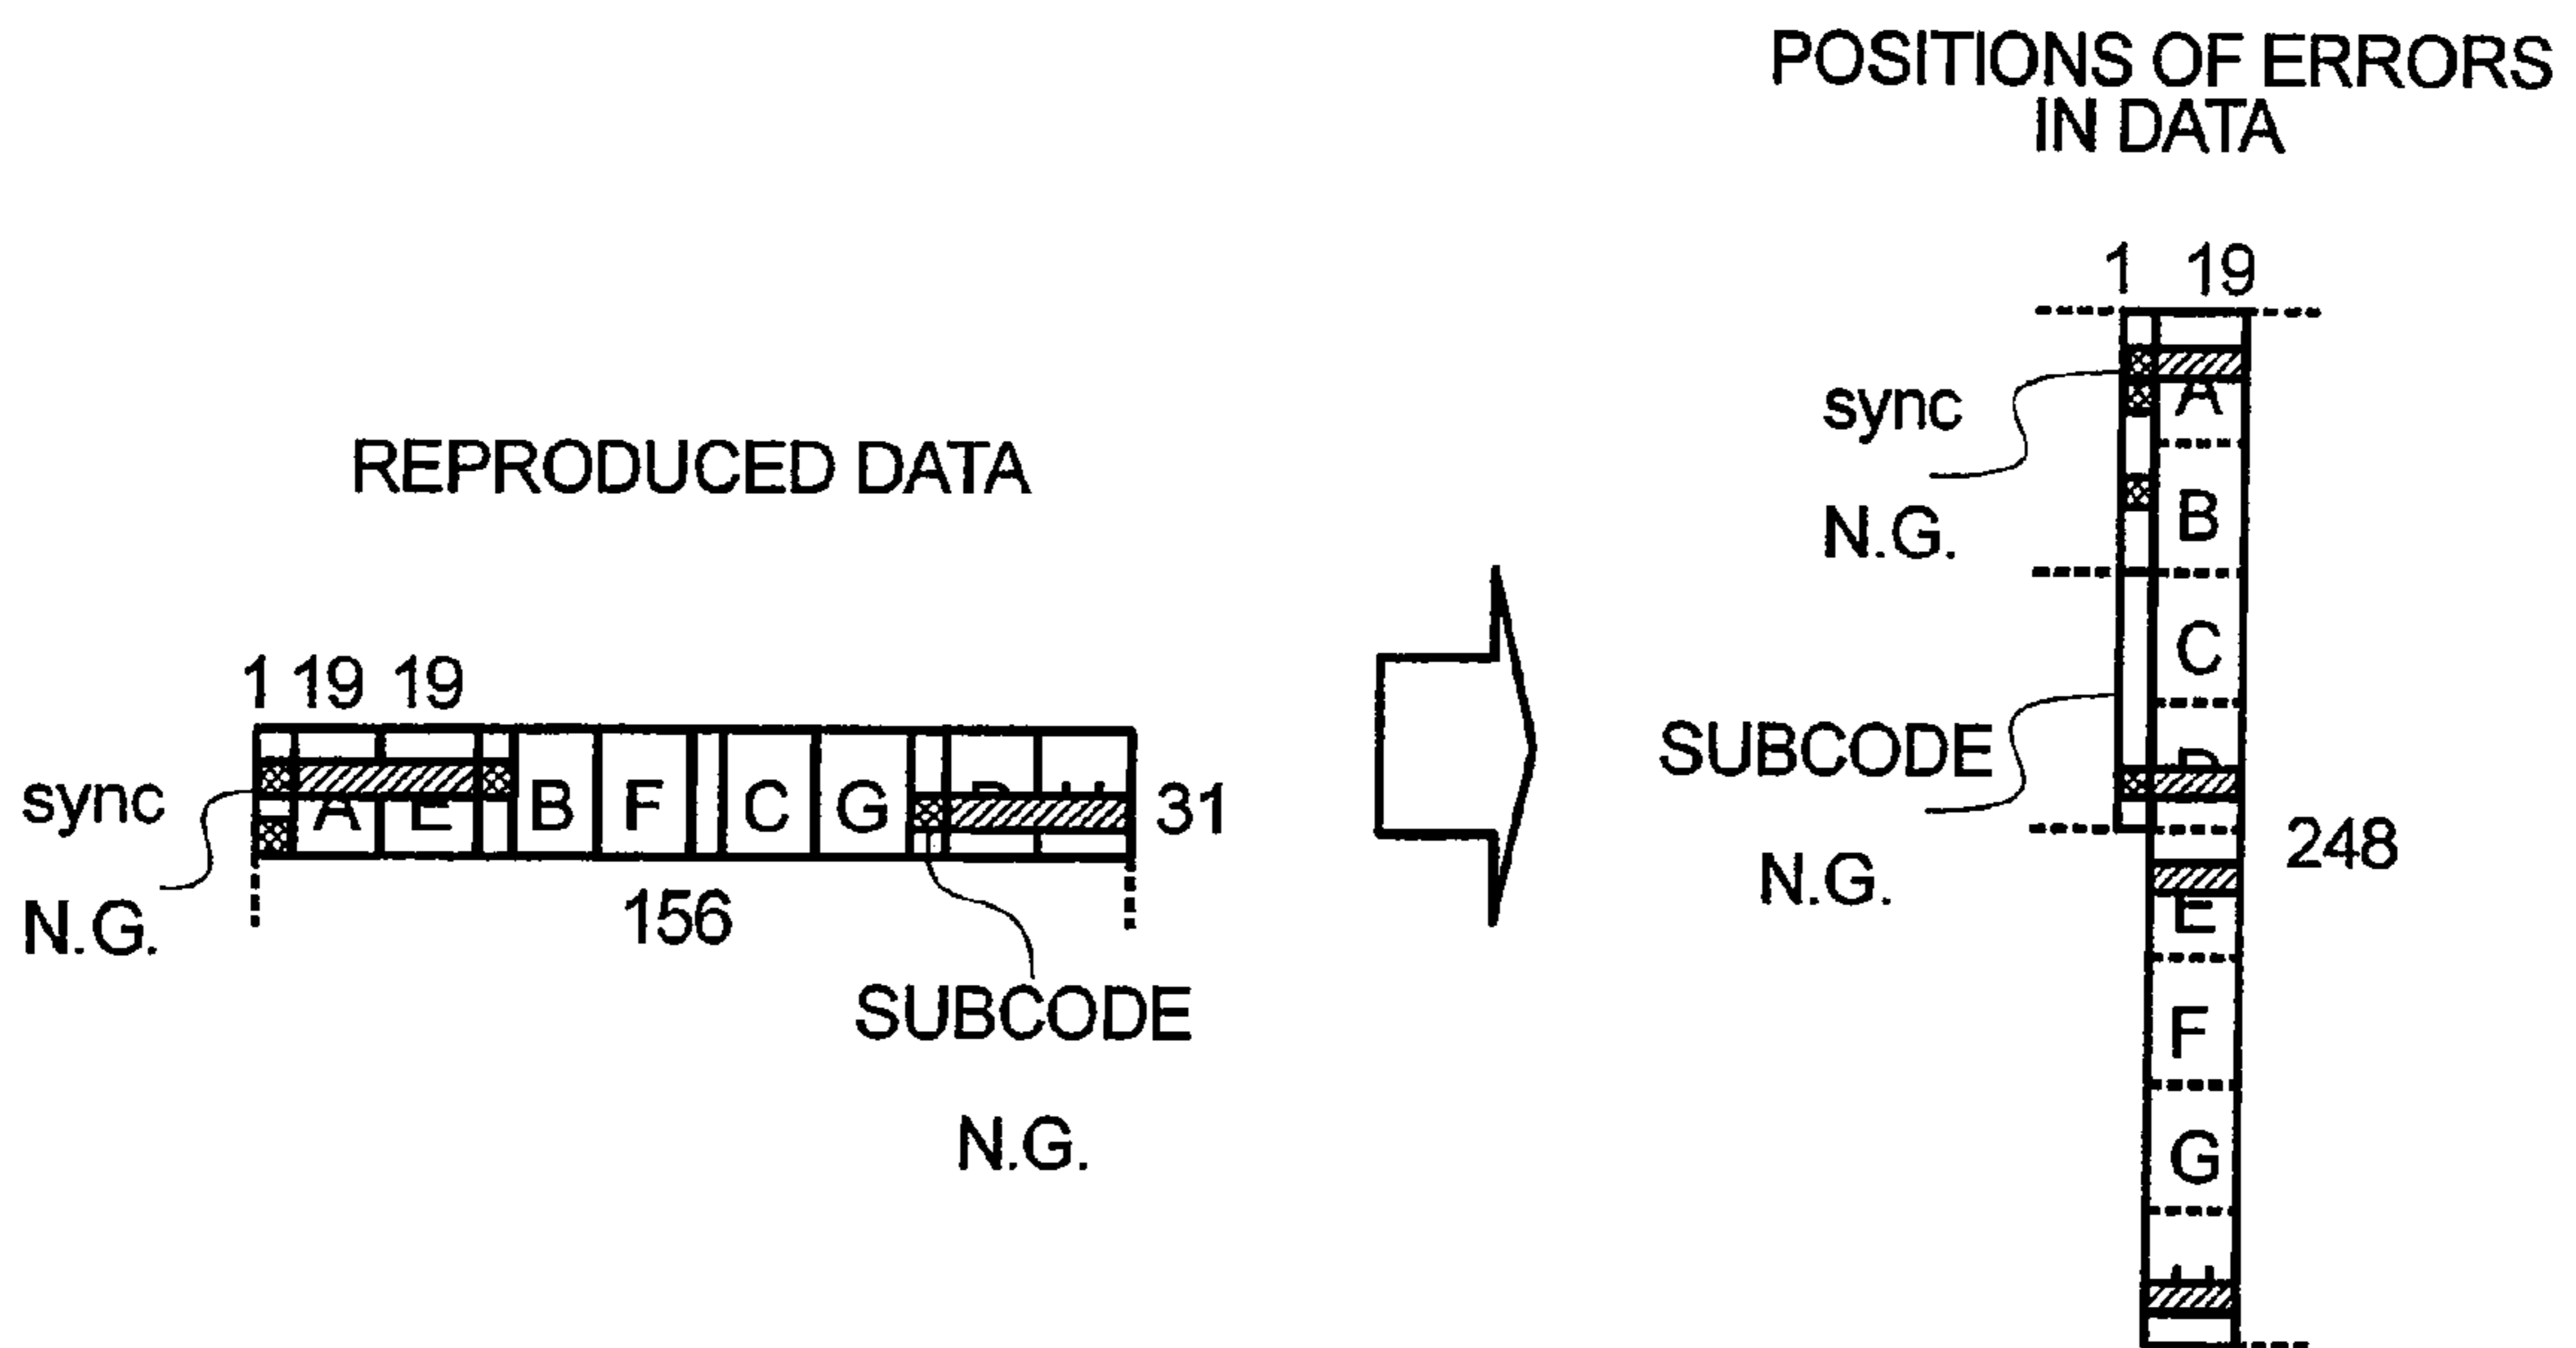 POSITIONS OF ERRORS
IN DATA
REPRODUCED DATA
1 19 19
sync
N.G.
A E B F C G
31
156
SUBCODE
N.G.
1 19
sync
N.G.
A
B
C
SUBCODE
N.G.
248
E
F
G